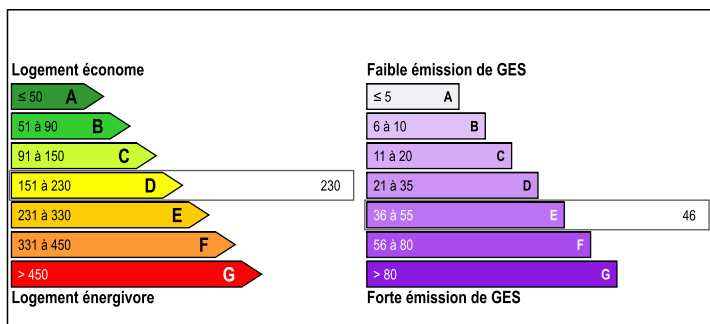 Logement économe
≤ 50 A
51 à 90 B
91 à 150 C
151 à 230 D 230
231 à 330 E
331 à 450 F
> 450 G
Logement énergivore
Faible émission de GES
≤ 5 A
6 à 10 B
11 à 20 C
21 à 35 D
36 à 55 E 46
56 à 80 F
> 80 G
Forte émission de GES